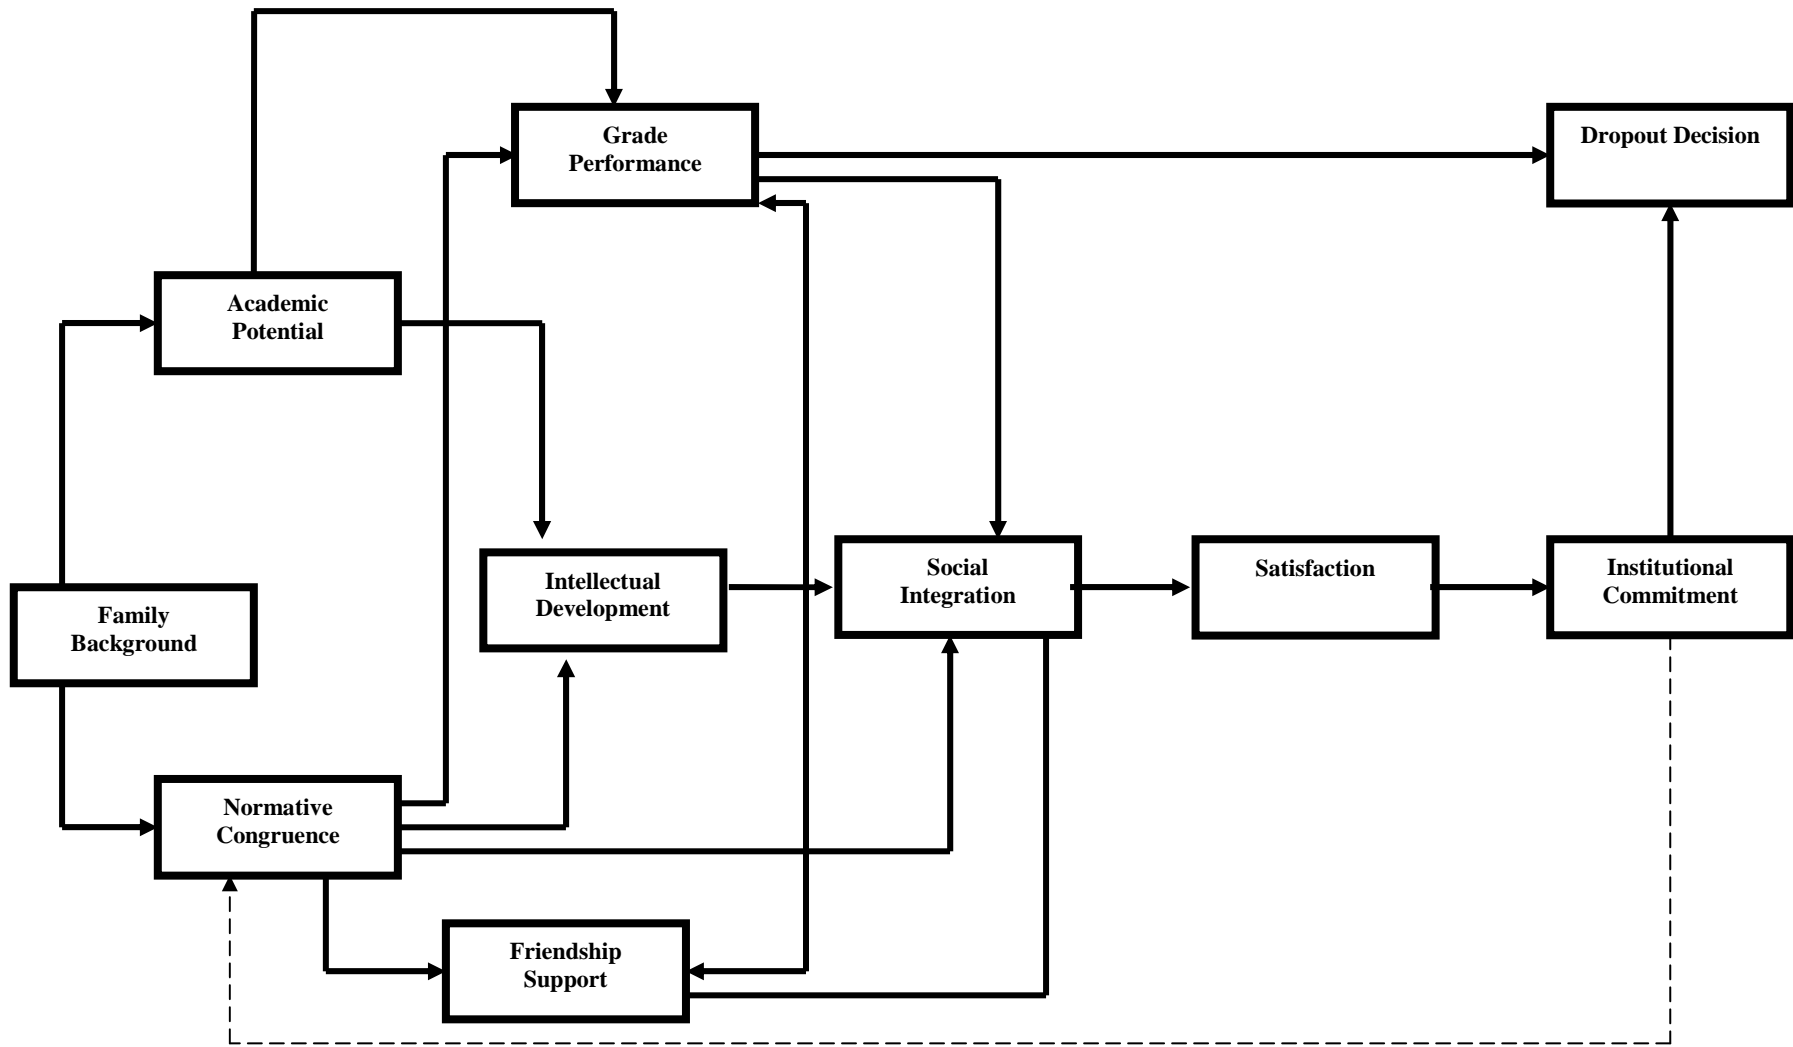 Grade
Performance
Dropout Decision
Academic
Potential
Family
Background
Intellectual
Development
Social
Integration
Satisfaction
Institutional
Commitment
Normative
Congruence
Friendship
Support